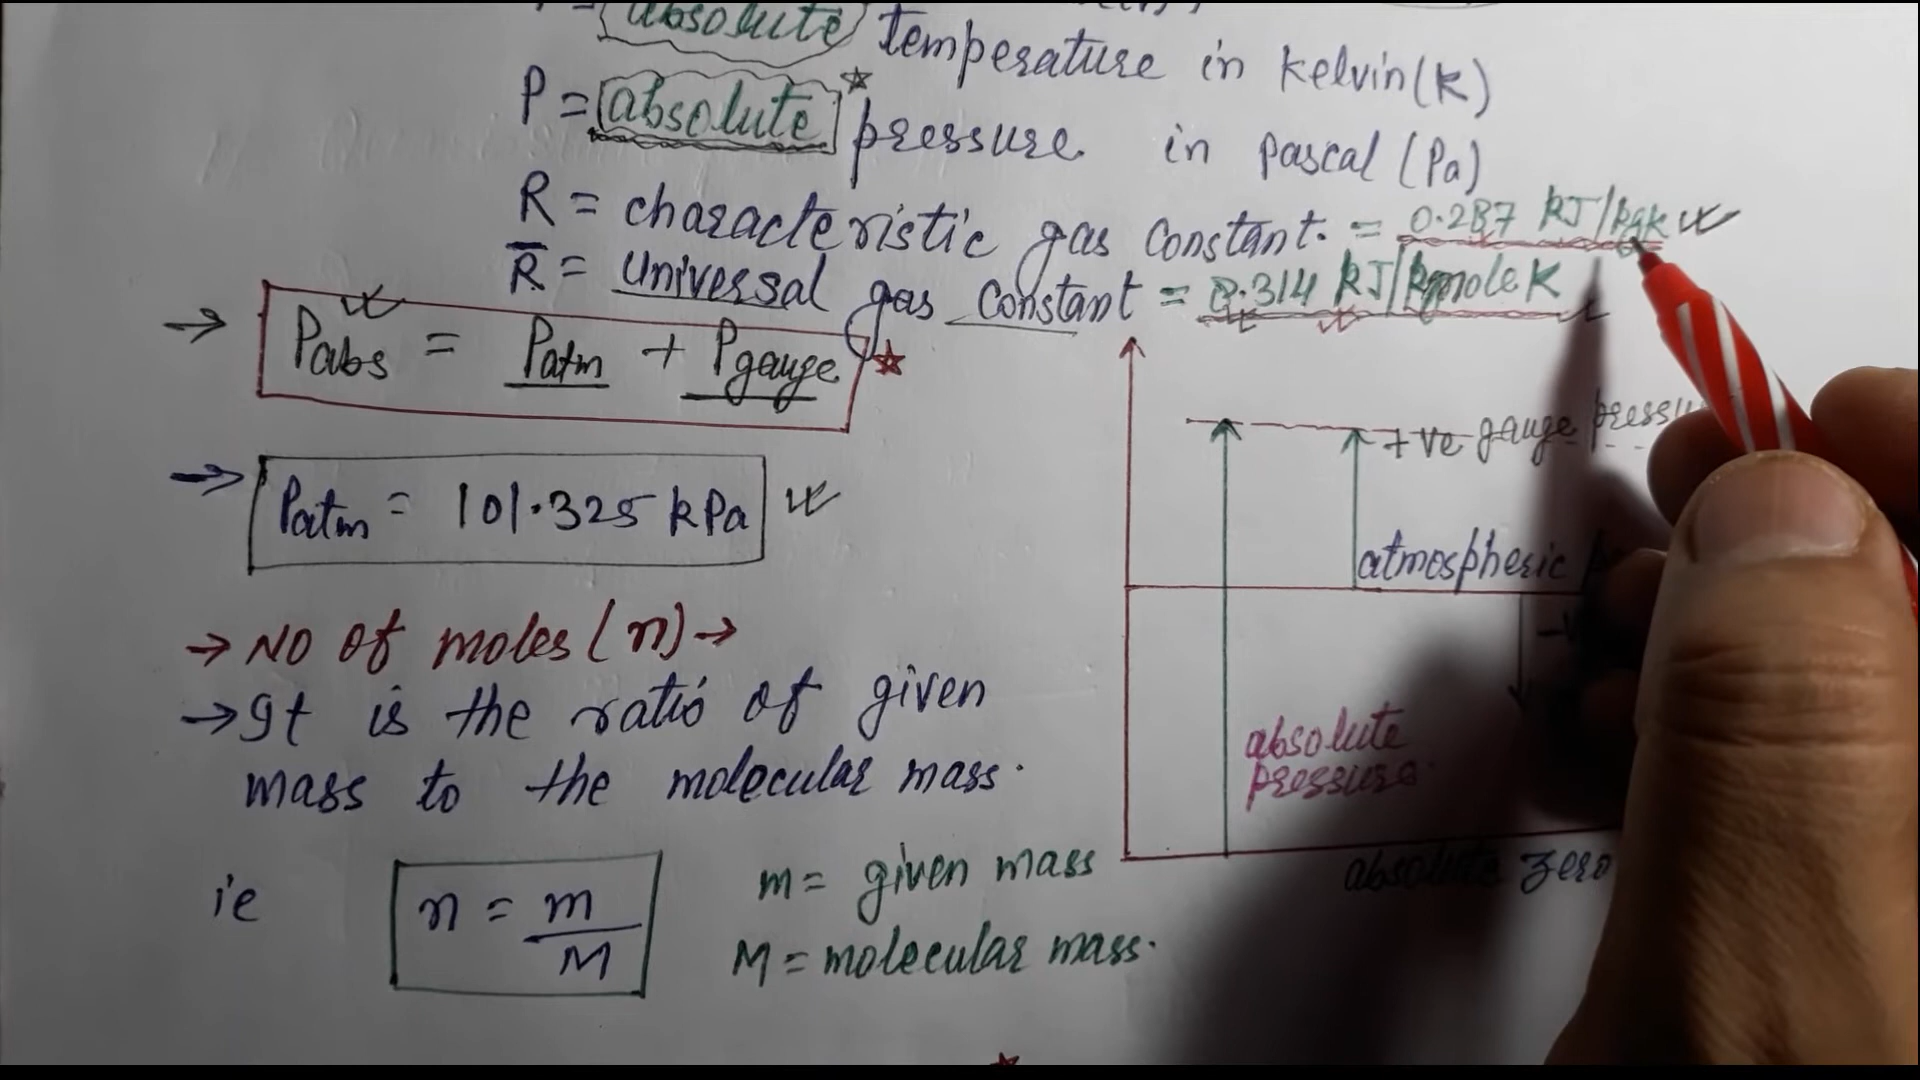 absolute temperature in kelvin(K)
P = absolute pressure in pascal (Pa)
R = characteristic gas constant. = 0.287 kJ/kgK
R̅ = Universal gas constant = 8.314 kJ/kgmole K
→ Pabs = Patm + Pgauge
→ Patm = 101.325 kPa
→ NO of moles (n) →
→ It is the ratio of given
mass to the molecular mass.
ie n = m/M
m = given mass
M = molecular mass.
+ve gauge
atmospheric
absolute
pressure.
absolute zero